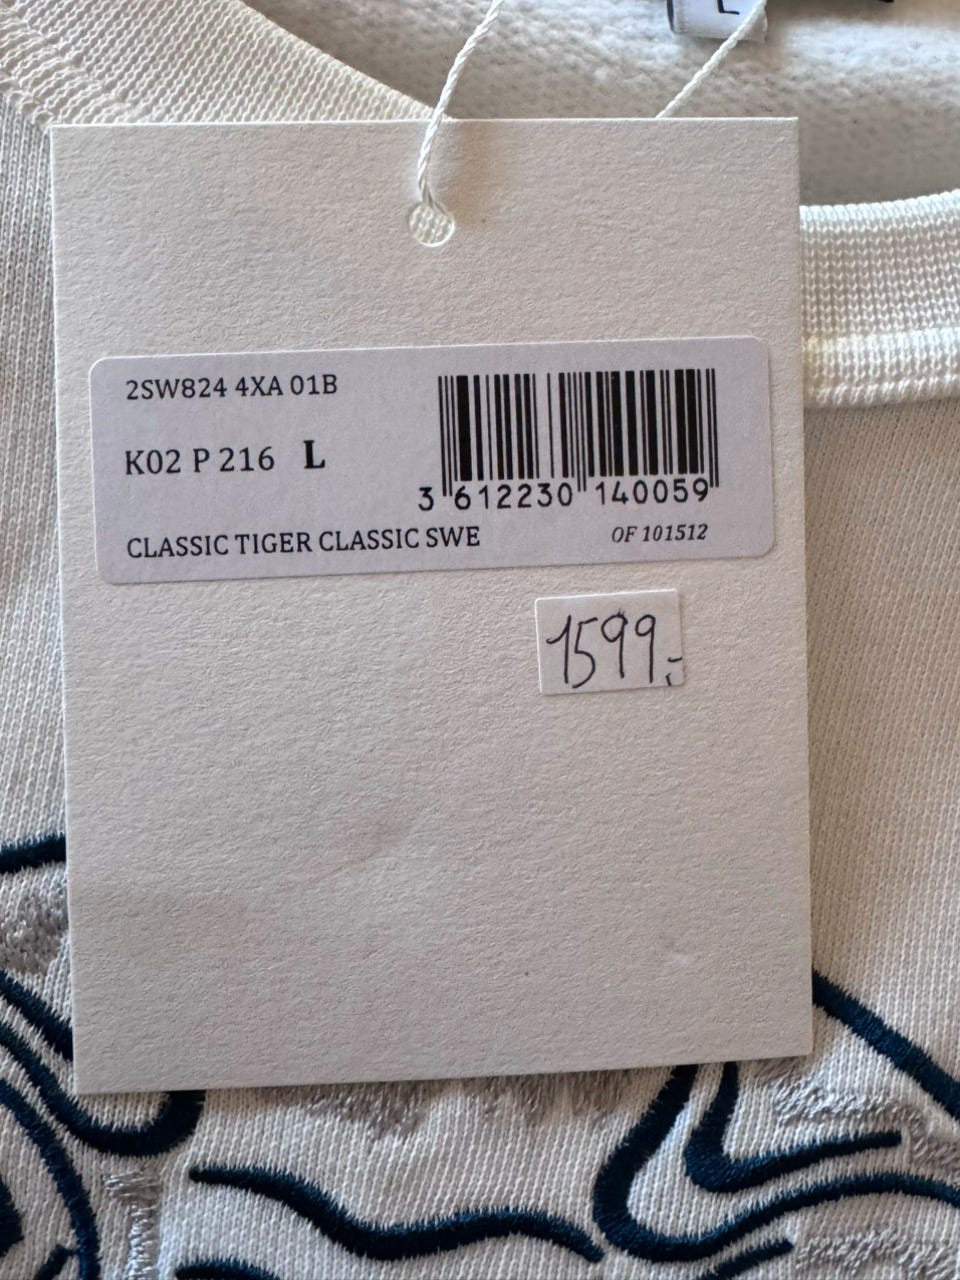 L
2SW824 4XA 01B
K02 P 216 L
3 612230 140059
CLASSIC TIGER CLASSIC SWE
OF 101512
1599.-